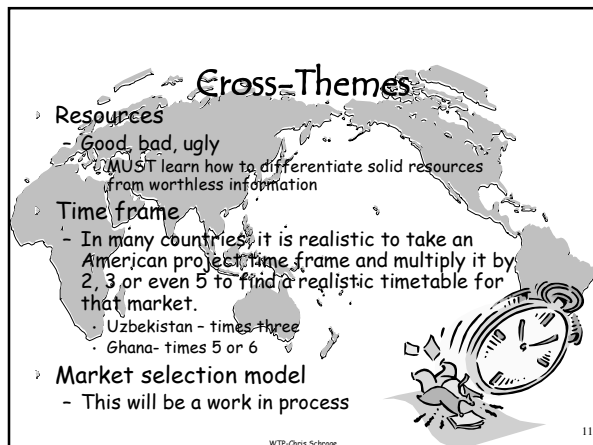 Cross-Themes
Resources
– Good, bad, ugly
· MUST learn how to differentiate solid resources
from worthless information
Time frame
– In many countries, it is realistic to take an
American project time frame and multiply it by
2, 3 or even 5 to find a realistic timetable for
that market.
· Uzbekistan – times three
· Ghana- times 5 or 6
Market selection model
– This will be a work in process
11
WTP-Chris Schrage